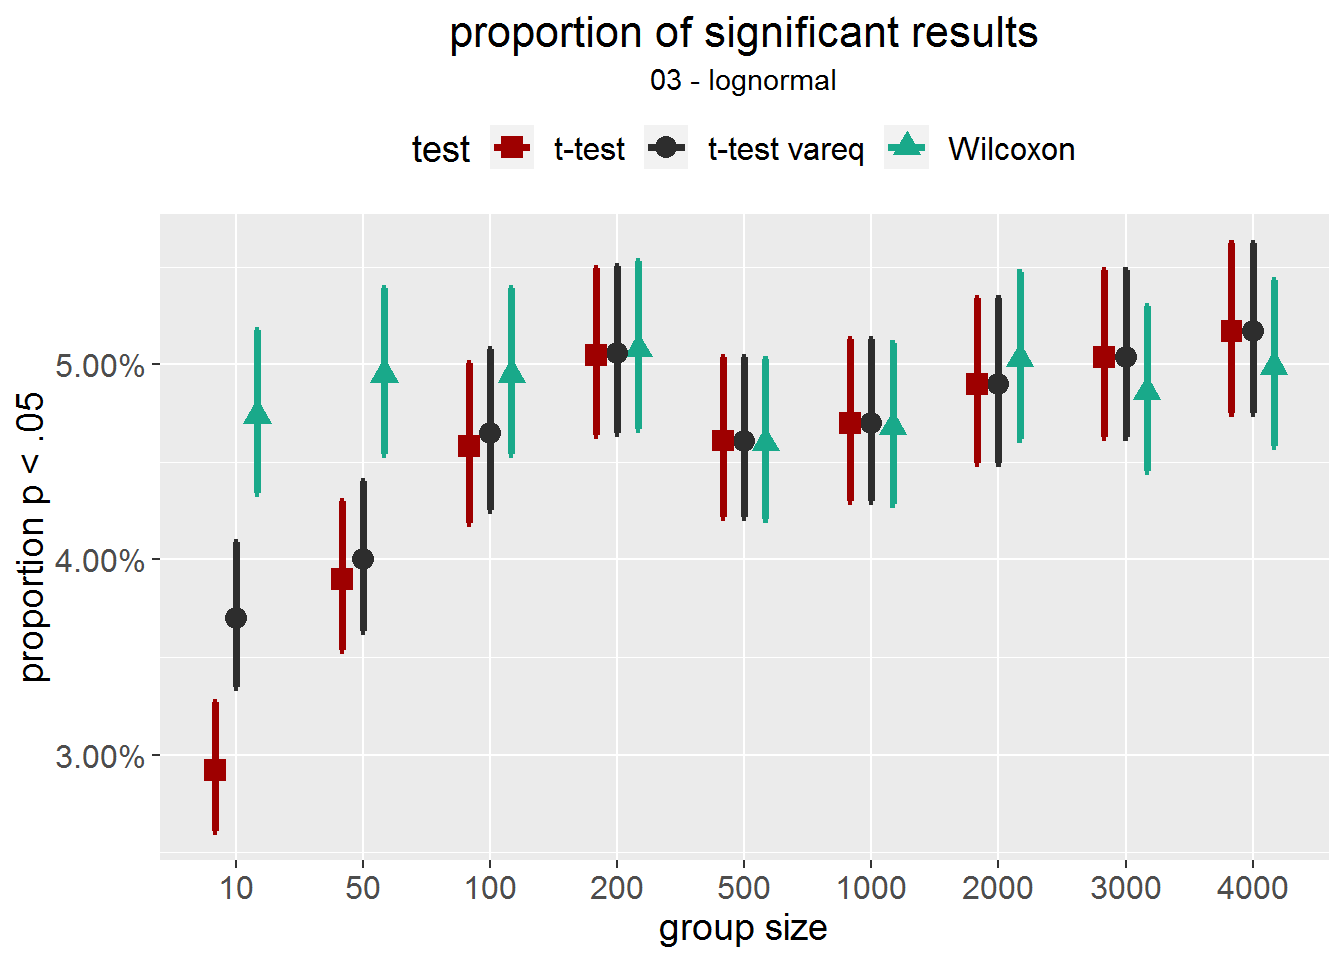 proportion of significant results
03 - lognormal
test t-test t-test vareq Wilcoxon
proportion p < .05
5.00%
4.00%
3.00%
10 50 100 200 500 1000 2000 3000 4000
group size